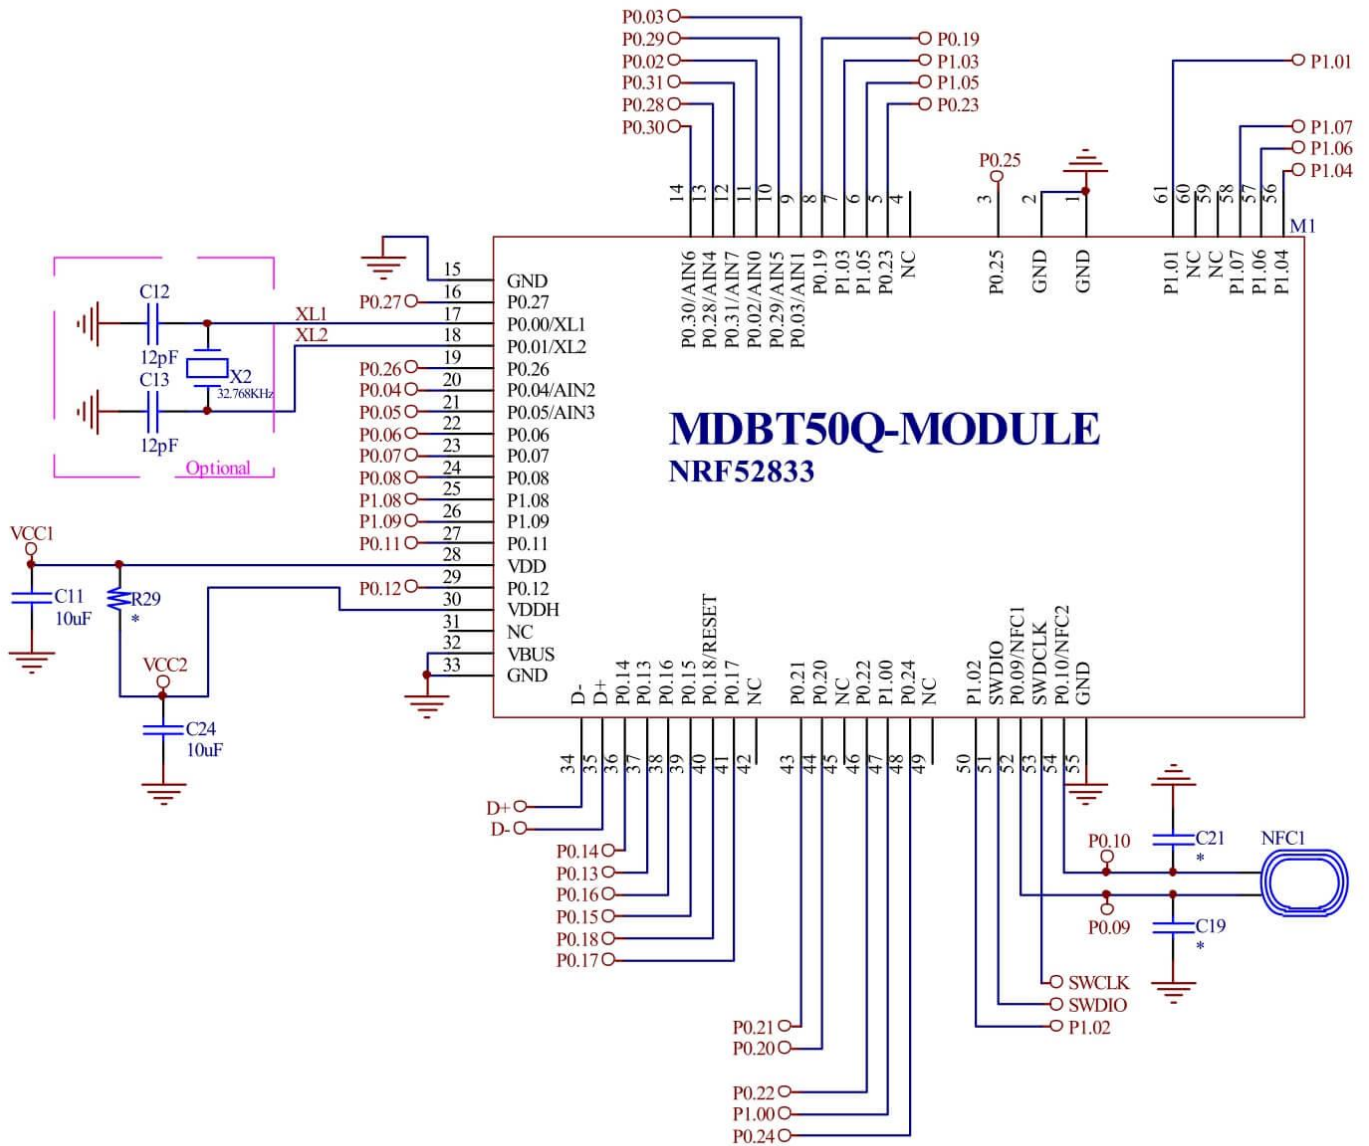 P0.03
P0.29
P0.02
P0.31
P0.28
P0.30
P0.19
P1.03
P1.05
P0.23
P0.25
P1.01
P1.07
P1.06
P1.04
14
13
12
11
10
9
8
7
6
5
4
3
2
1
61
60
59
58
57
56
M1
P0.30/AIN6
P0.28/AIN4
P0.31/AIN7
P0.02/AIN0
P0.29/AIN5
P0.03/AIN1
P0.19
P1.03
P1.05
P0.23
NC
P0.25
GND
GND
P1.01
NC
NC
P1.07
P1.06
P1.04
15 GND
P0.27 16 P0.27
XL1 17 P0.00/XL1
XL2 18 P0.01/XL2
P0.26 19 P0.26
P0.04 20 P0.04/AIN2
P0.05 21 P0.05/AIN3
P0.06 22 P0.06
P0.07 23 P0.07
P0.08 24 P0.08
P1.08 25 P1.08
P1.09 26 P1.09
P0.11 27 P0.11
28 VDD
P0.12 29 P0.12
30 VDDH
31 NC
32 VBUS
33 GND
C12
12pF
C13
12pF
X2
32.768KHz
Optional
MDBT50Q-MODULE
NRF52833
VCC1
C11
10uF
R29
*
VCC2
C24
10uF
D-
D+
P0.14
P0.13
P0.16
P0.15
P0.18/RESET
P0.17
NC
P0.21
P0.20
NC
P0.22
P1.00
P0.24
NC
P1.02
SWDIO
P0.09/NFC1
SWDCLK
P0.10/NFC2
GND
34
35
36
37
38
39
40
41
42
43
44
45
46
47
48
49
50
51
52
53
54
55
D+
D-
P0.14
P0.13
P0.16
P0.15
P0.18
P0.17
P0.21
P0.20
P0.22
P1.00
P0.24
P0.10
C21
*
NFC1
P0.09
C19
*
SWCLK
SWDIO
P1.02